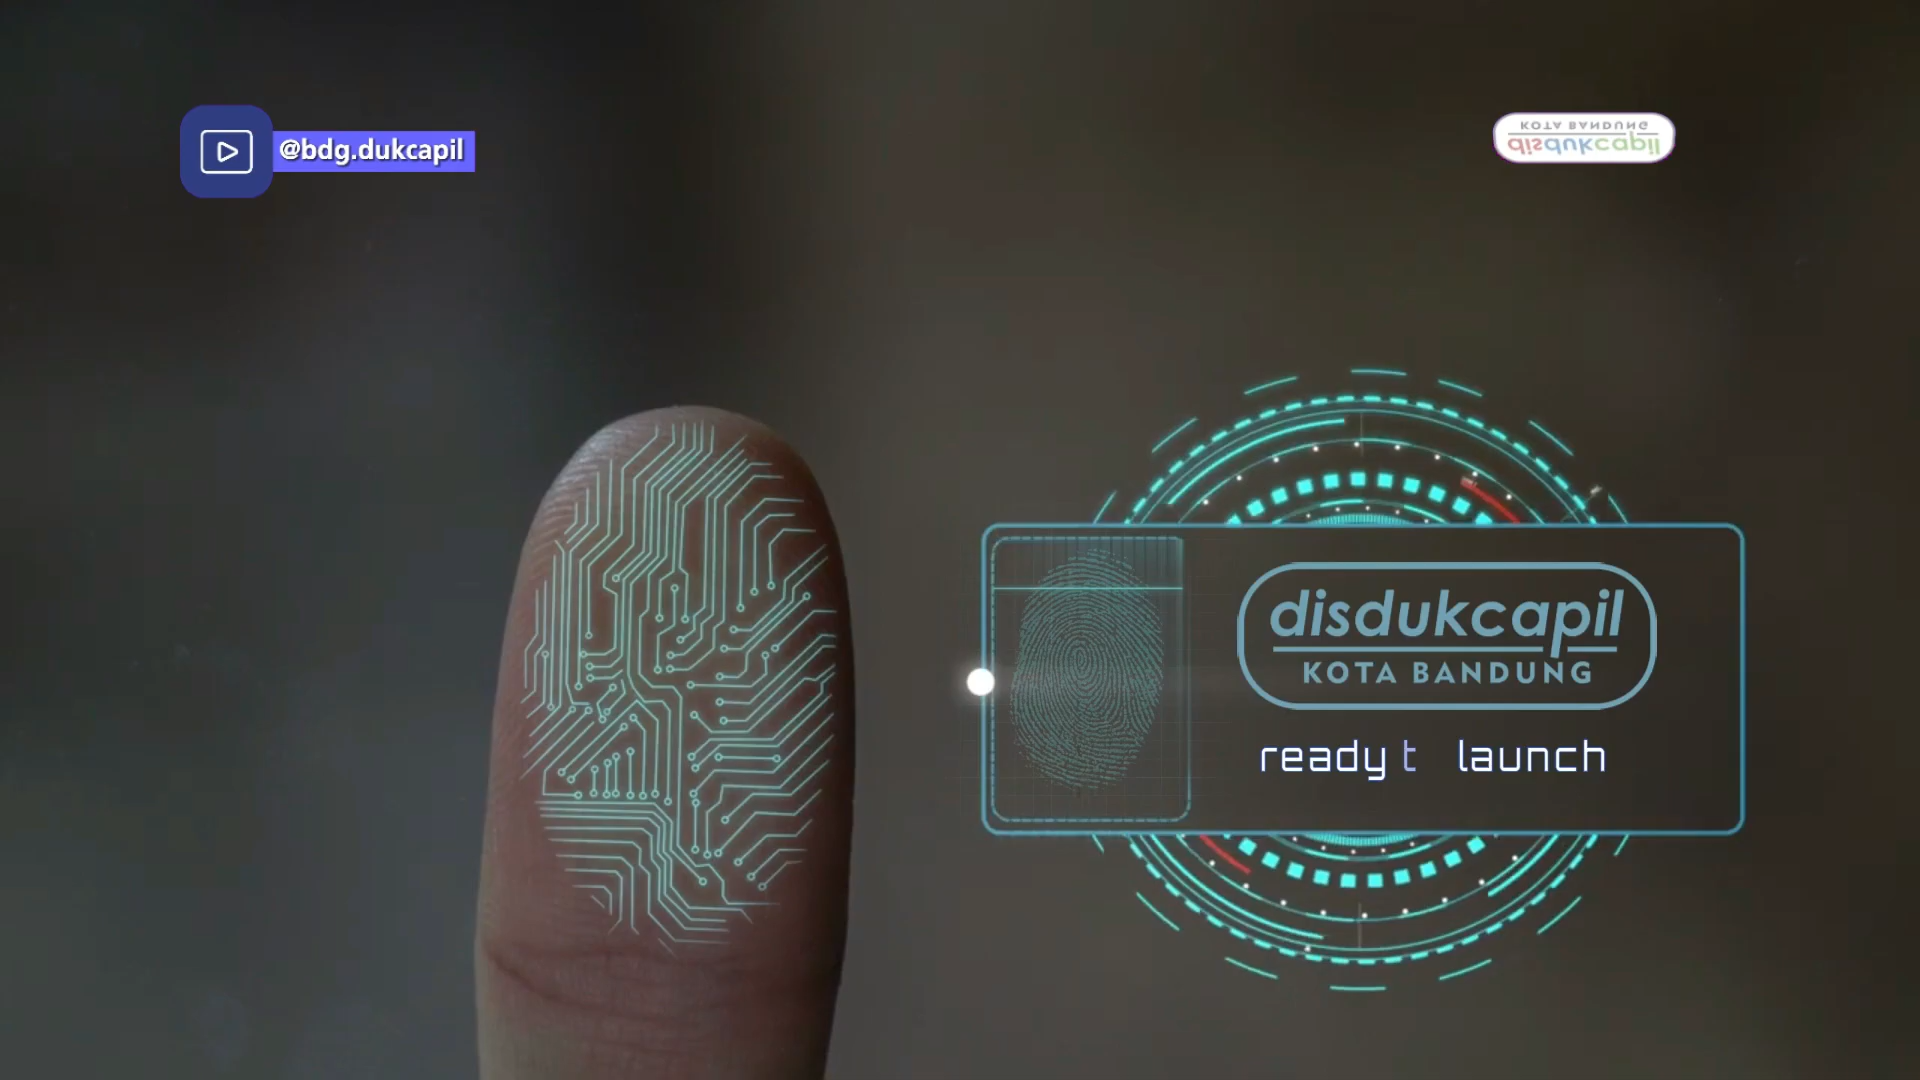 @bdg.dukcapil
KOTA BANDUNG
disdukcapil
disdukcapil
KOTA BANDUNG
ready t launch